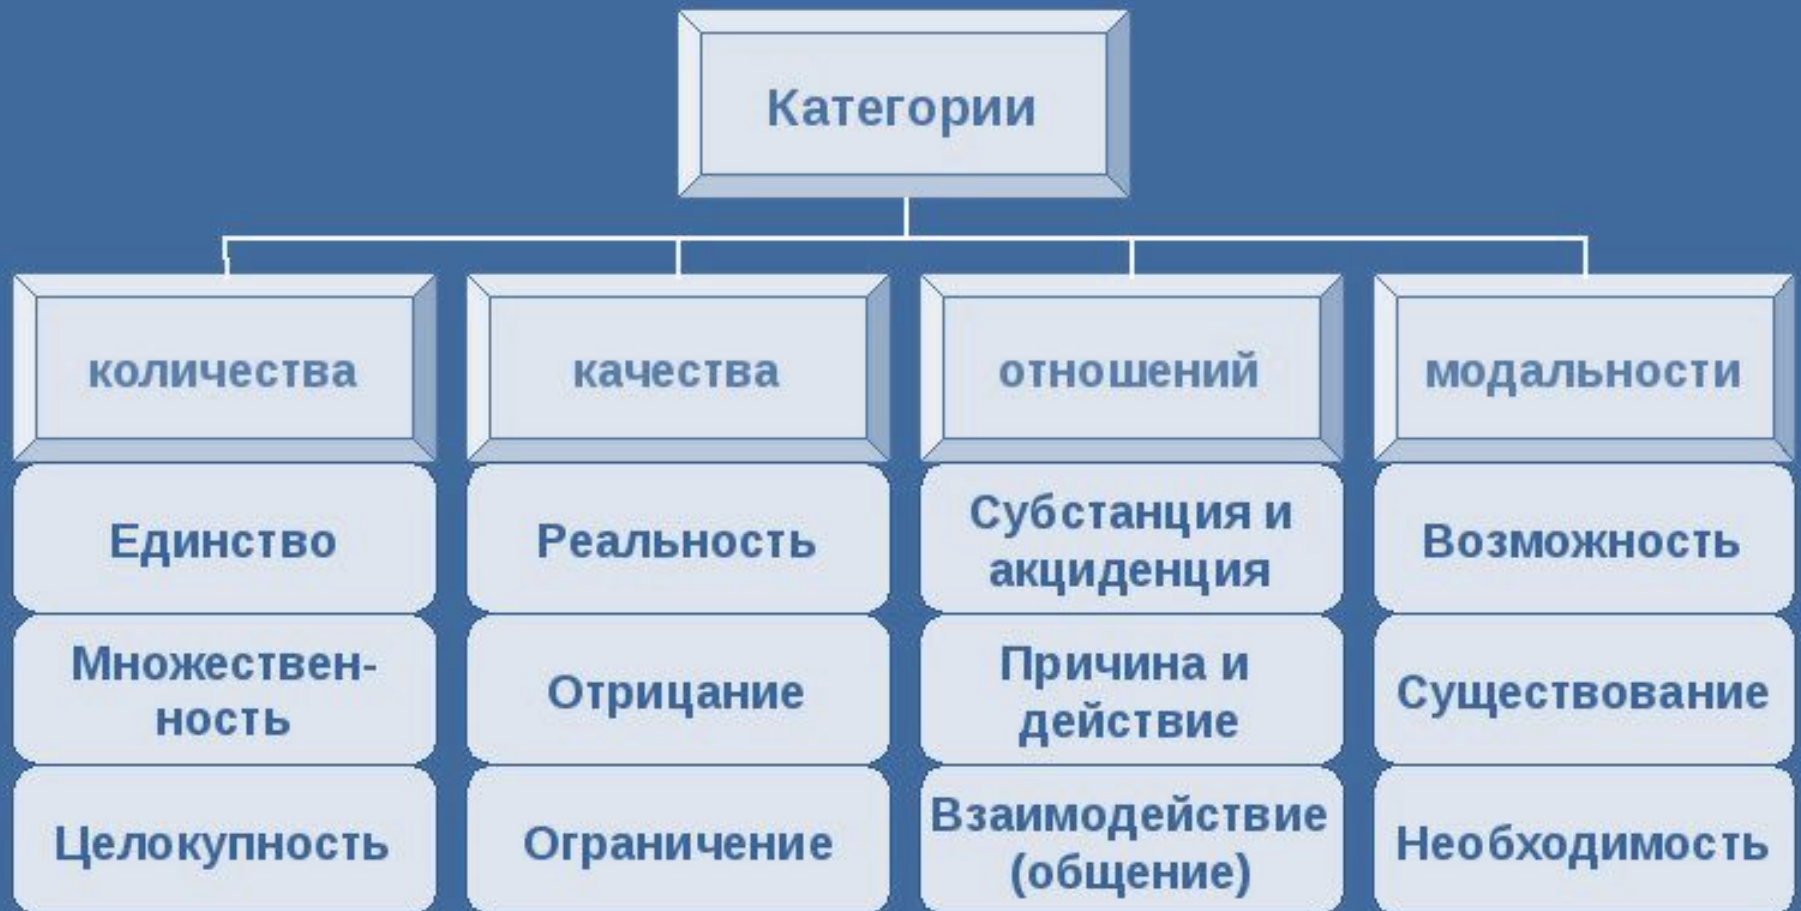 Категории
количества
качества
отношений
модальности
Единство
Реальность
Субстанция и
акциденция
Возможность
Множествен-
ность
Отрицание
Причина и
действие
Существование
Целокупность
Ограничение
Взаимодействие
(общение)
Необходимость